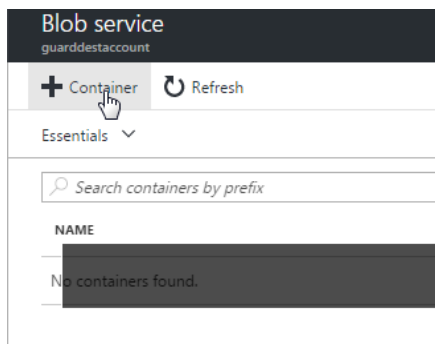 Blob service
guarddestaccount
Container Refresh
Essentials
Search containers by prefix
NAME
No containers found.